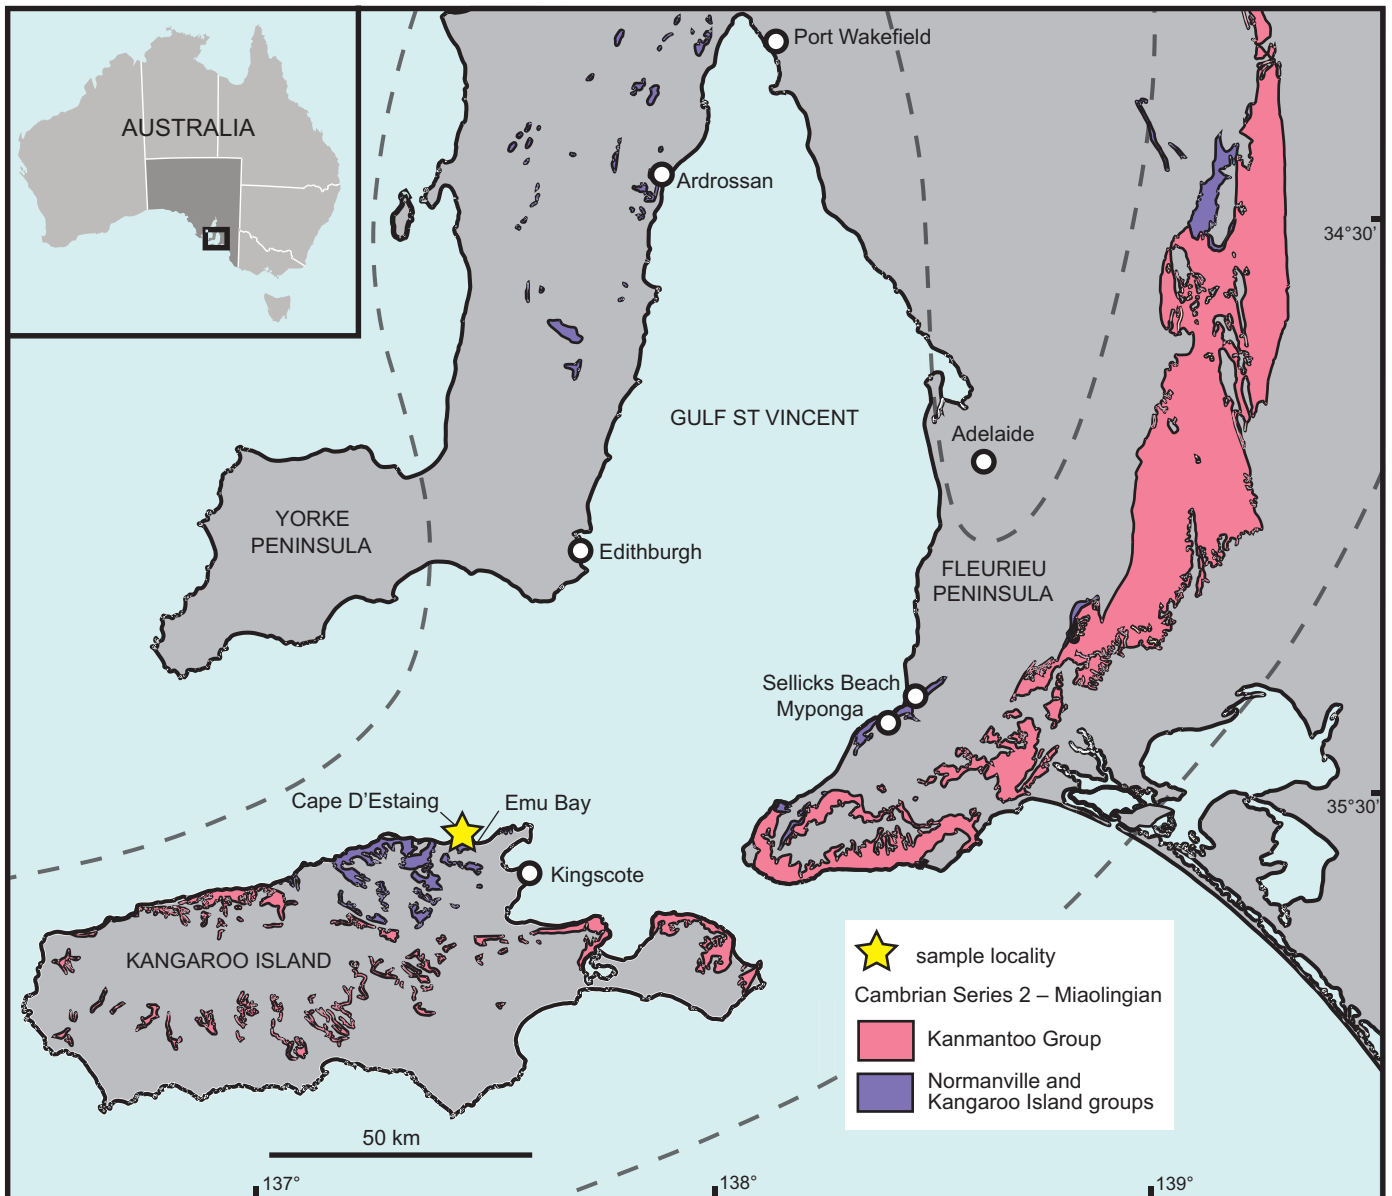 AUSTRALIA
Port Wakefield
Ardrossan
34°30'
GULF ST VINCENT
Adelaide
YORKE
PENINSULA
Edithburgh
FLEURIEU
PENINSULA
Sellicks Beach
Myponga
Cape D'Estaing
Emu Bay
35°30'
Kingscote
KANGAROO ISLAND
sample locality
Cambrian Series 2 – Miaolingian
Kanmantoo Group
Normanville and
Kangaroo Island groups
50 km
137°
138°
139°